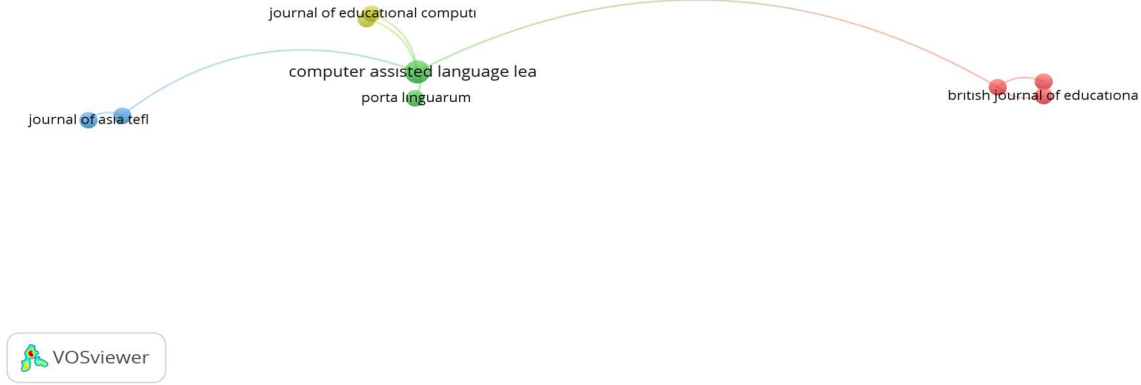 journal of educational computi
computer assisted language lea
porta linguarum
british journal of educationa
journal of asia tefl
VOSviewer